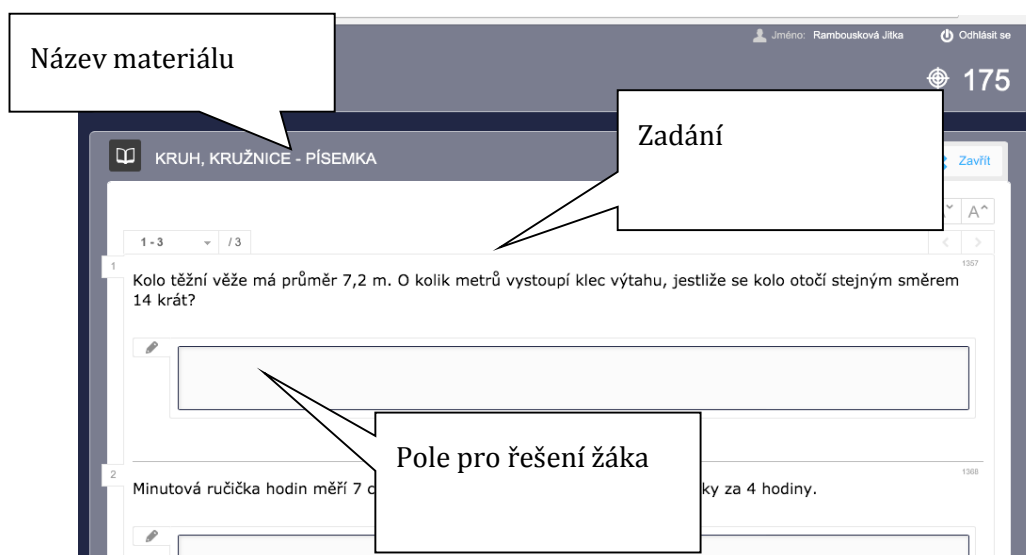 Název materiálu
Jméno: Rambousková Jitka
Odhlásit se
175
Zadání
KRUH, KRUŽNICE - PÍSEMKA
Zavřít
A˅ A^
1 - 3 / 3
< >
1
1357
Kolo těžní věže má průměr 7,2 m. O kolik metrů vystoupí klec výtahu, jestliže se kolo otočí stejným směrem
14 krát?
Pole pro řešení žáka
2
1368
Minutová ručička hodin měří 7 ky za 4 hodiny.